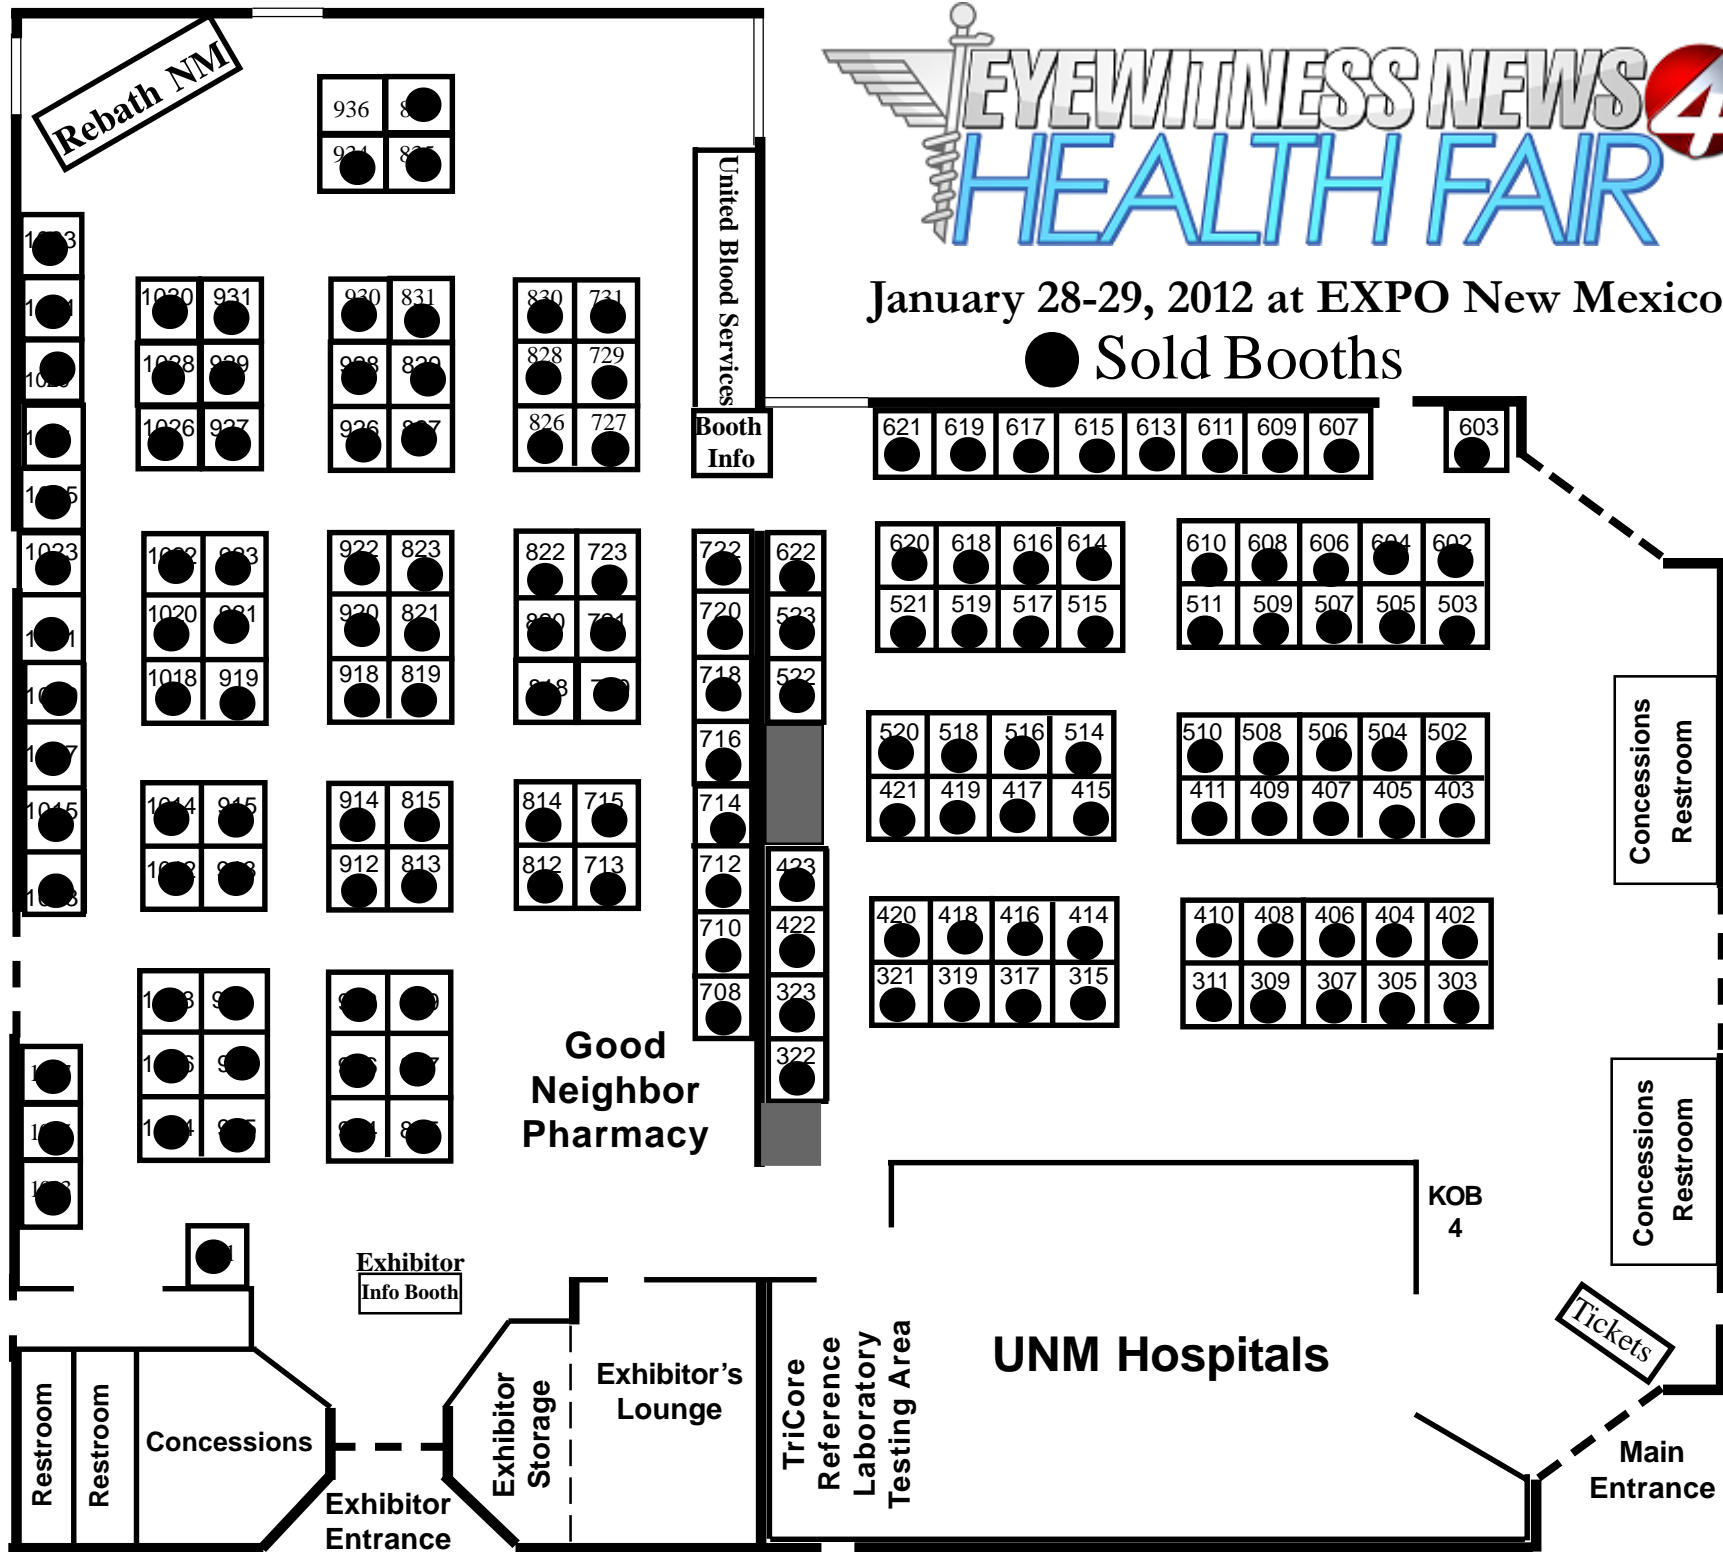 EYEWITNESS NEWS 4
HEALTH FAIR
January 28-29, 2012 at EXPO New Mexico
Sold Booths
Rebath NM
936
United Blood Services
Booth
Info
1030 931
930 831
830 731
1028 929
828 729
1026 927
926
826 727
621 619 617 615 613 611 609 607
603
1023
922 823
822 723
722
622
620 618 616 614
610 608 606 604 602
1020 921
920 821
720
523
521 519 517 515
511 509 507 505 503
1018 919
918 819
718
522
716
520 518 516 514
510 508 506 504 502
1014 915
914 815
814 715
714
421 419 417 415
411 409 407 405 403
912 813
812 713
712
423
710
422
420 418 416 414
410 408 406 404 402
708
323
321 319 317 315
311 309 307 305 303
322
Good
Neighbor
Pharmacy
Concessions
Restroom
Concessions
Restroom
KOB
4
Exhibitor
Info Booth
Tickets
UNM Hospitals
TriCore
Reference
Laboratory
Testing Area
Exhibitor's
Lounge
Exhibitor
Storage
Restroom
Restroom
Concessions
Exhibitor
Entrance
Main
Entrance